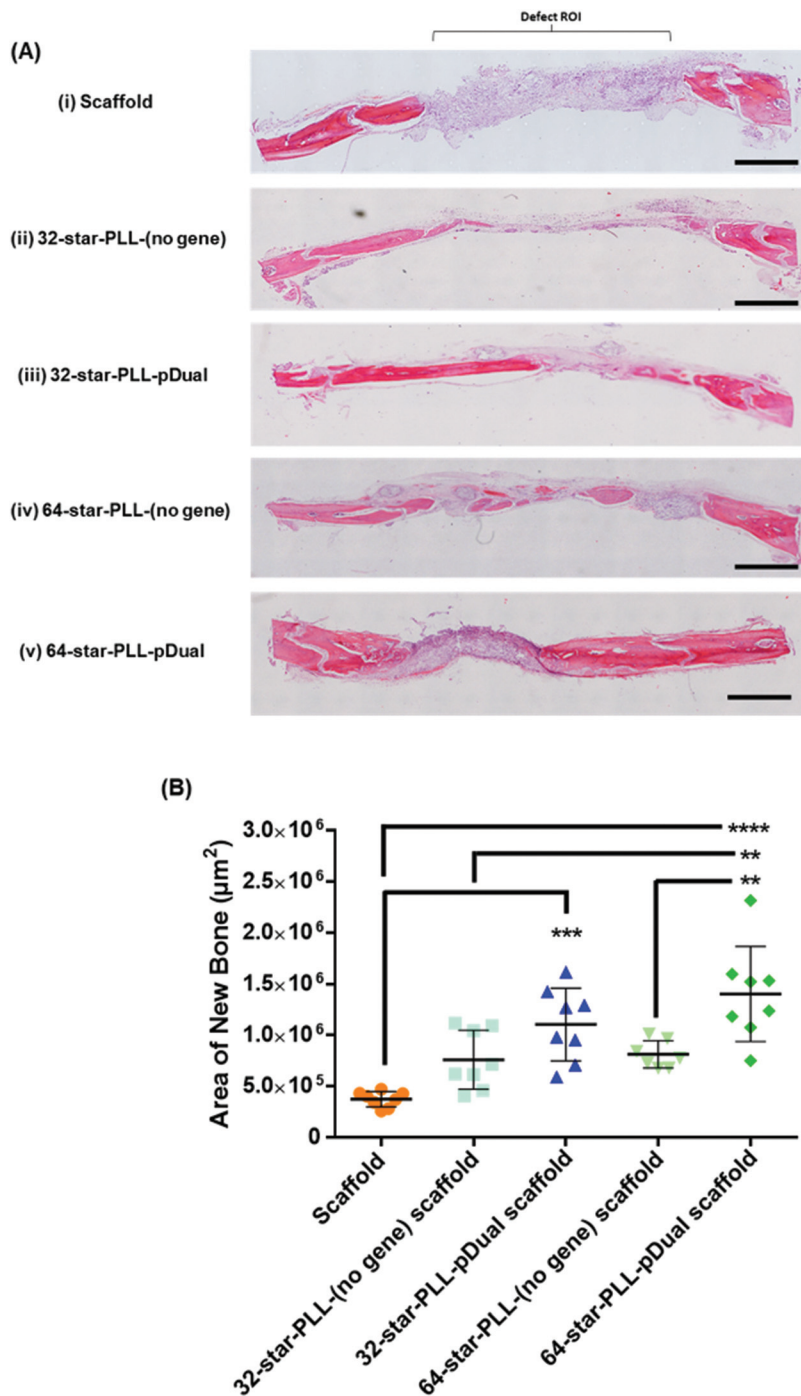 Defect ROI
(A)
(i) Scaffold
(ii) 32-star-PLL-(no gene)
(iii) 32-star-PLL-pDual
(iv) 64-star-PLL-(no gene)
(v) 64-star-PLL-pDual
(B)
Area of New Bone (µm²)
3.0×10⁶
2.5×10⁶
2.0×10⁶
1.5×10⁶
1.0×10⁶
5.0×10⁵
0
****
**
**
***
Scaffold
32-star-PLL-(no gene) scaffold
32-star-PLL-pDual scaffold
64-star-PLL-(no gene) scaffold
64-star-PLL-pDual scaffold